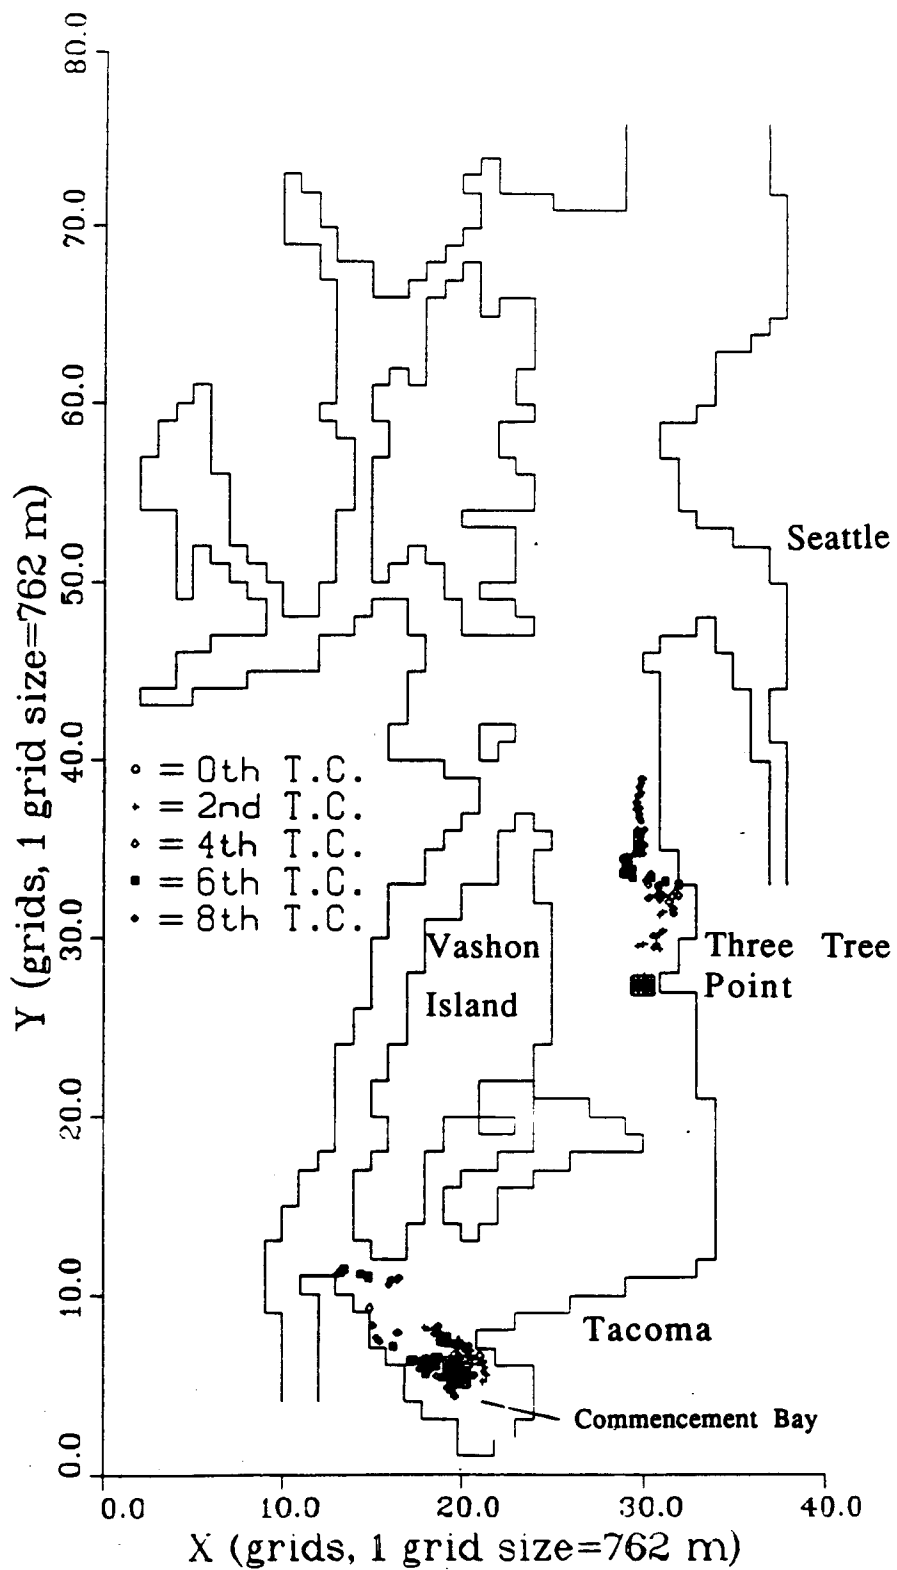 80.0
70.0
60.0
50.0
40.0
30.0
20.0
10.0
0.0
Y (grids, 1 grid size=762 m)
= 0th T.C.
= 2nd T.C.
= 4th T.C.
= 6th T.C.
= 8th T.C.
Seattle
Vashon
Island
Three Tree
Point
Tacoma
Commencement Bay
0.0 10.0 20.0 30.0 40.0
X (grids, 1 grid size=762 m)